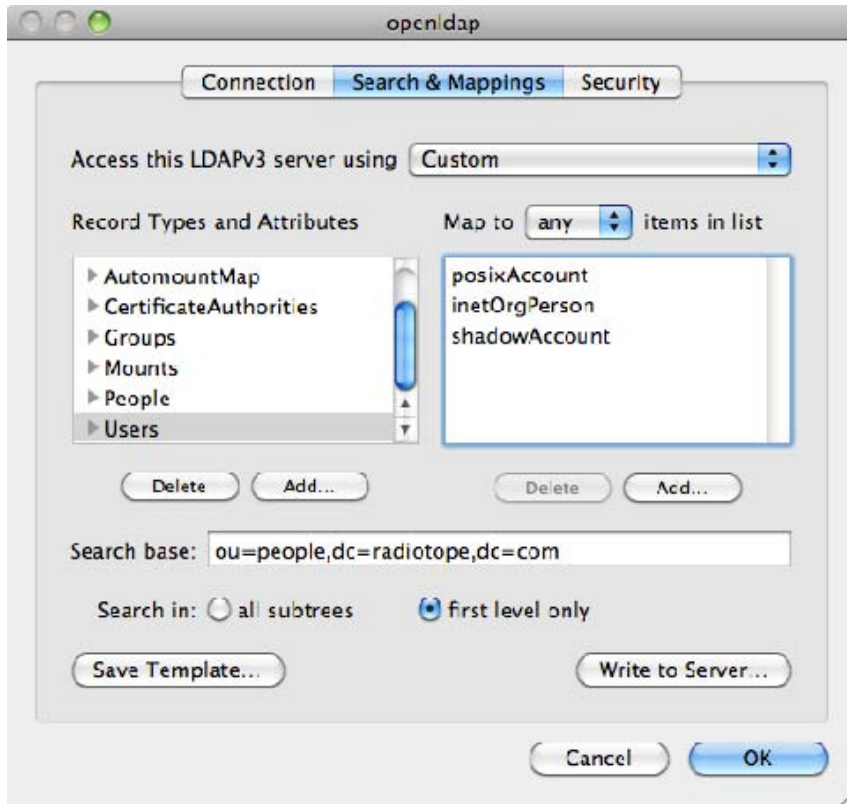 openldap
Connection Search & Mappings Security
Access this LDAPv3 server using Custom
Record Types and Attributes Map to any items in list
AutomountMap posixAccount
CertificateAuthorities inetOrgPerson
Groups shadowAccount
Mounts
People
Users
Delete Add... Delete Add...
Search base: ou=people,dc=radiotope,dc=com
Search in: all subtrees first level only
Save Template... Write to Server...
Cancel OK